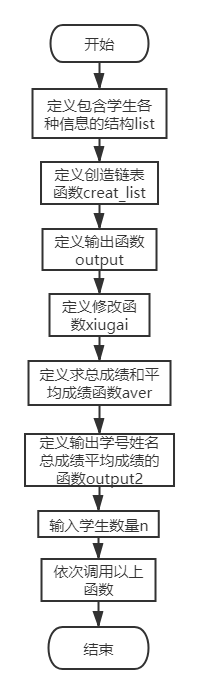 开始
定义包含学生各
种信息的结构list
定义创造链表
函数creat_list
定义输出函数
output
定义修改函
数xiugai
定义求总成绩和平
均成绩函数aver
定义输出学号姓名
总成绩平均成绩的
函数output2
输入学生数量n
依次调用以上
函数
结束